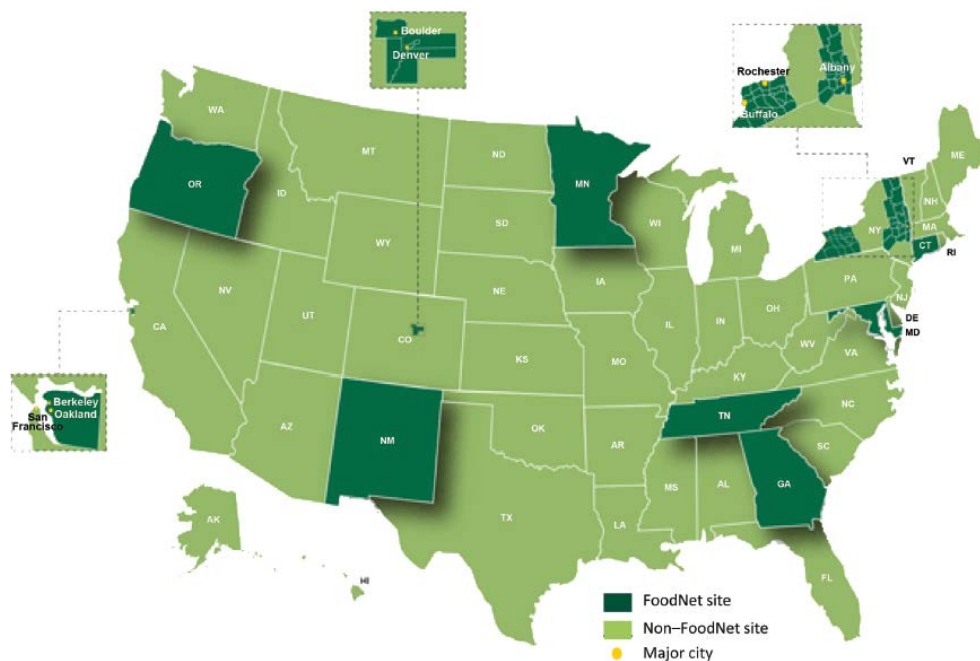 Boulder
Denver
Rochester
Albany
Buffalo
WA
MT
ND
MN
VT
ME
OR
ID
SD
WI
NH
NY
MA
CT
RI
WY
MI
IA
PA
NJ
NV
NE
IL
IN
OH
DE
MD
CA
UT
CO
WV
VA
KS
MO
KY
Berkeley
Oakland
San
Francisco
AZ
NM
OK
TN
NC
AR
SC
MS
AL
GA
TX
LA
AK
HI
FL
FoodNet site
Non–FoodNet site
Major city